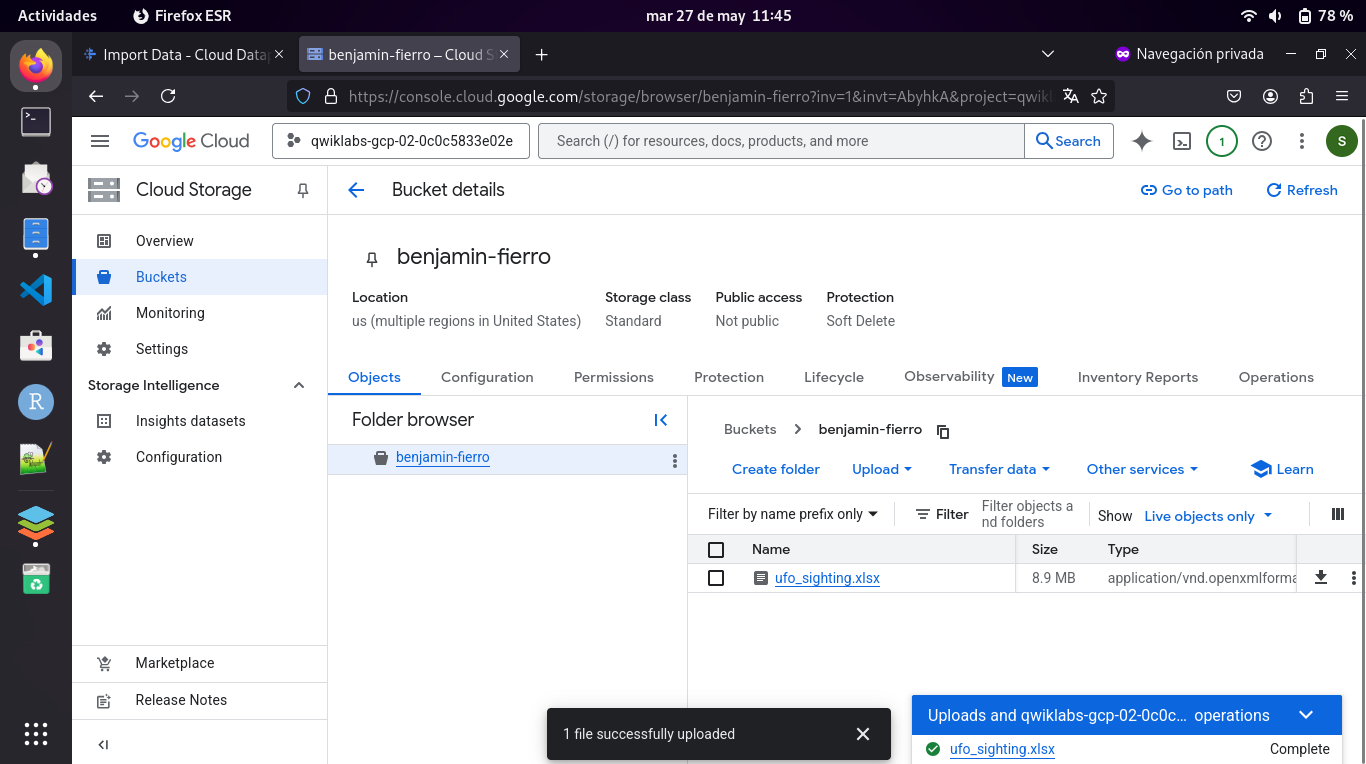 Actividades Firefox ESR mar 27 de may 11:45 78 %
Import Data - Cloud Datap benjamin-fierro – Cloud S Navegación privada
https://console.cloud.google.com/storage/browser/benjamin-fierro?inv=1&invt=AbyhkA&project=qwikl
Google Cloud qwiklabs-gcp-02-0c0c5833e02e Search (/) for resources, docs, products, and more Search 1 S
Cloud Storage Bucket details Go to path Refresh
Overview
Buckets
Monitoring
Settings
Storage Intelligence
Insights datasets
Configuration
Marketplace
Release Notes
benjamin-fierro
Location Storage class Public access Protection
us (multiple regions in United States) Standard Not public Soft Delete
Objects Configuration Permissions Protection Lifecycle Observability New Inventory Reports Operations
Folder browser
benjamin-fierro
Buckets benjamin-fierro
Create folder Upload Transfer data Other services Learn
Filter by name prefix only Filter Filter objects a
nd folders Show Live objects only
Name Size Type
ufo_sighting.xlsx 8.9 MB application/vnd.openxmlforma
1 file successfully uploaded
Uploads and qwiklabs-gcp-02-0c0c... operations
ufo_sighting.xlsx Complete
R